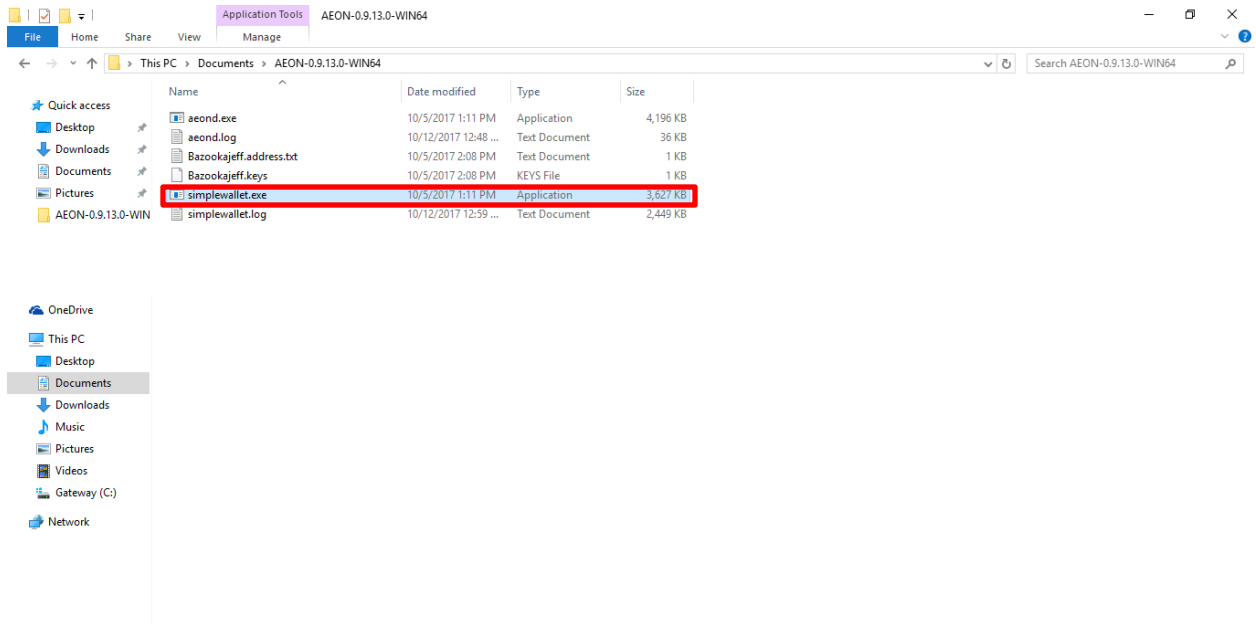 Application Tools AEON-0.9.13.0-WIN64
File Home Share View Manage
This PC > Documents > AEON-0.9.13.0-WIN64 Search AEON-0.9.13.0-WIN64
Name Date modified Type Size
Quick access
Desktop
Downloads
Documents
Pictures
AEON-0.9.13.0-WIN
aeond.exe 10/5/2017 1:11 PM Application 4,196 KB
aeond.log 10/12/2017 12:48 ... Text Document 36 KB
Bazookajeff.address.txt 10/5/2017 2:08 PM Text Document 1 KB
Bazookajeff.keys 10/5/2017 2:08 PM KEYS File 1 KB
simplewallet.exe 10/5/2017 1:11 PM Application 3,627 KB
simplewallet.log 10/12/2017 12:59 ... Text Document 2,449 KB
OneDrive
This PC
Desktop
Documents
Downloads
Music
Pictures
Videos
Gateway (C:)
Network